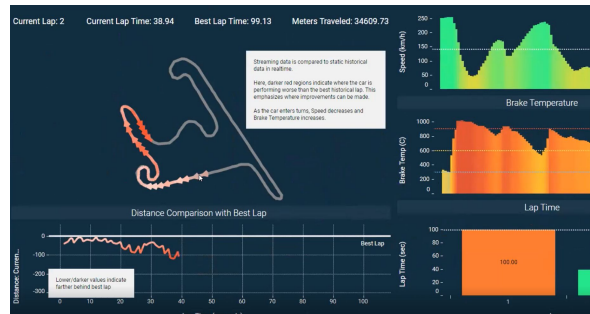 Current Lap: 2 Current Lap Time: 38.94 Best Lap Time: 99.13 Meters Traveled: 34609.73
Streaming data is compared to static historical
data in realtime.
Here, darker red regions indicate where the car is
performing worse than the best historical lap. This
emphasizes where improvements can be made.
As the car enters turns, Speed decreases and
Brake Temperature increases.
Speed (km/h)
250
200
150
100
50
0
Brake Temperature
Brake Temp (C)
1000
800
600
400
200
0
Distance Comparison with Best Lap
Distance: Curren...
0
-100
-200
-300
Best Lap
Lower/darker values indicate
farther behind best lap
0 10 20 30 40 50 60 70 80 90 100
Lap Time
Lap Time (sec)
100
80
60
40
20
0
100.00
1